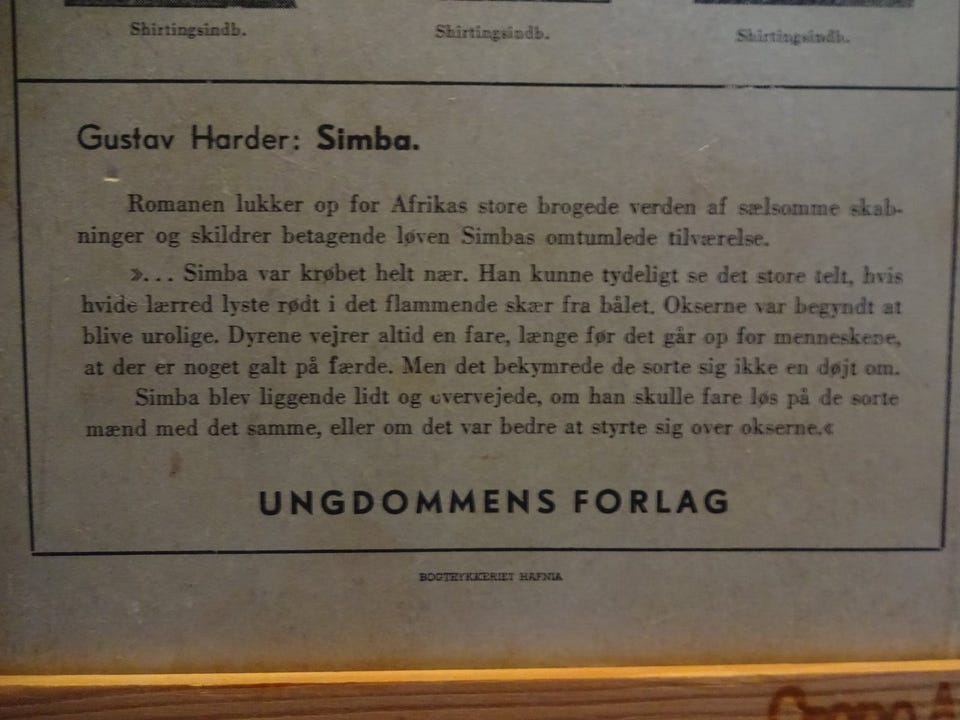 Shirtingsindb. Shirtingsindb. Shirtingsindb.
Gustav Harder: Simba.
Romanen lukker op for Afrikas store brogede verden af sælsomme skab-
ninger og skildrer betagende løven Simbas omtumlede tilværelse.
»... Simba var krøbet helt nær. Han kunne tydeligt se det store telt, hvis
hvide lærred lyste rødt i det flammende skær fra bålet. Okserne var begyndt at
blive urolige. Dyrene vejrer altid en fare, længe før det går op for menneskene,
at der er noget galt på færde. Men det bekymrede de sorte sig ikke en døjt om.
Simba blev liggende lidt og overvejede, om han skulle fare løs på de sorte
mænd med det samme, eller om det var bedre at styrte sig over okserne.«
UNGDOMMENS FORLAG
BOGTRYKKERIET HAFNIA